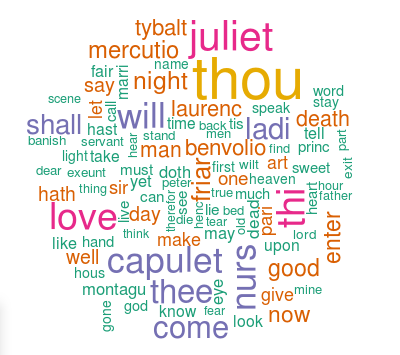 tybalt juliet
mercutio
name
fair marri
say night thou
scene call let will laurenc speak word stay
shall hast time back tis ladi death
banish servant hear stand men benvolio tell part
man find princ
light take friar first wilt art sweet exit
dear exeunt must doth one heaven
hath thing sir yet peter true much thi heart hour father
love live day can therefor see henc lie bed old dead pari
tear lord enter
like hand think make may upon
well capulet nurs good
hous thee eye give mine
montagu
gone god know fear now
come look